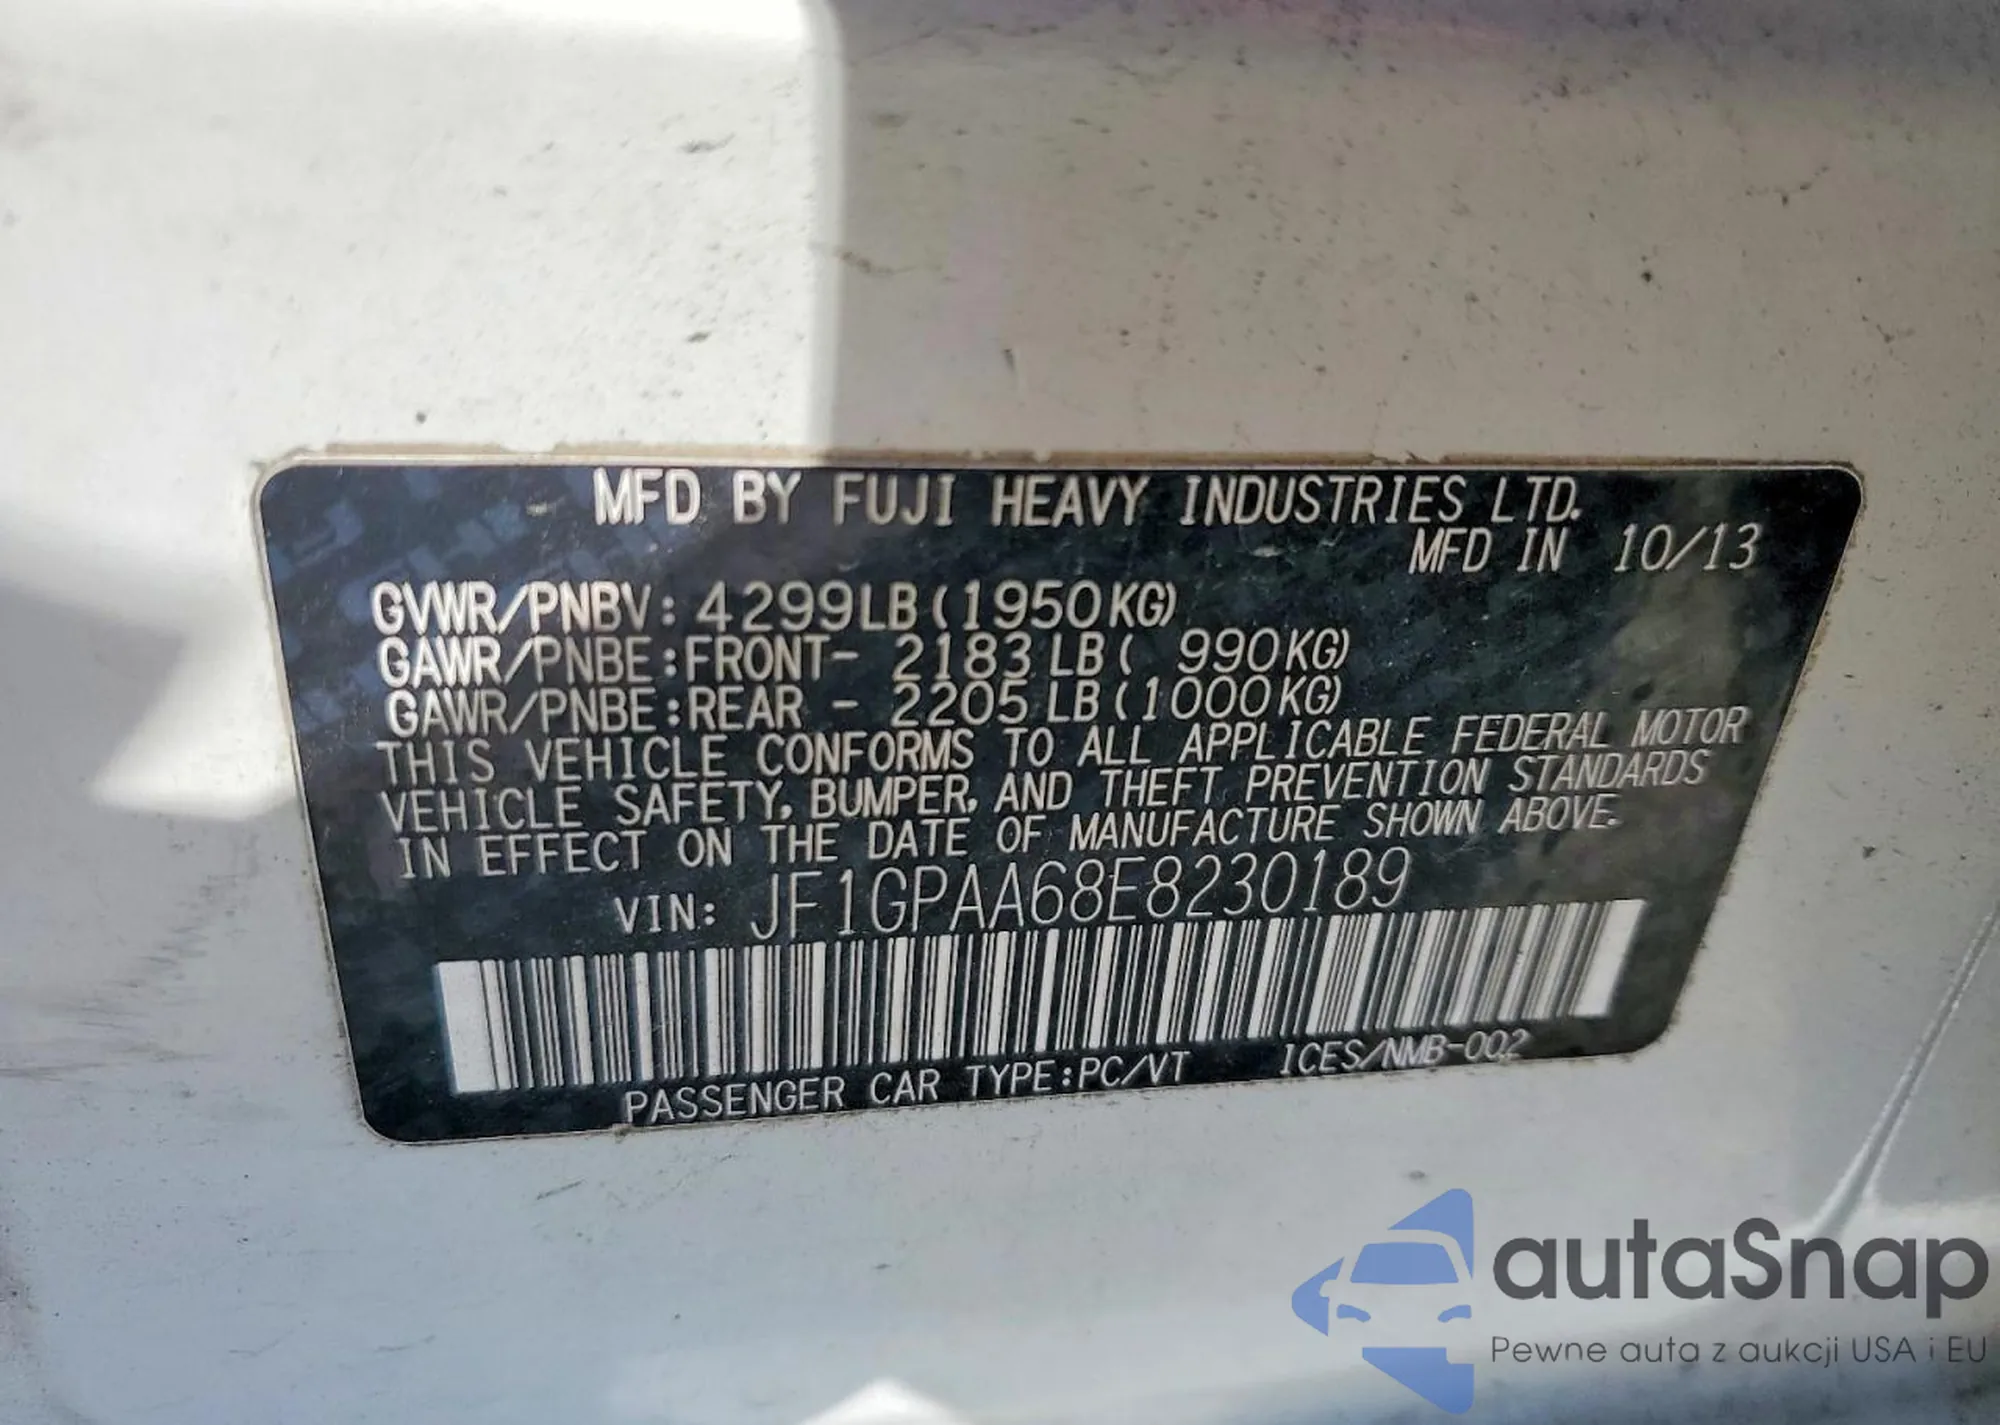 MFD BY FUJI HEAVY INDUSTRIES LTD.
MFD IN 10/13
GVWR/PNBV: 4299LB(1950KG)
GAWR/PNBE:FRONT- 2183LB( 990KG)
GAWR/PNBE:REAR - 2205LB(1000KG)
THIS VEHICLE CONFORMS TO ALL APPLICABLE FEDERAL MOTOR
VEHICLE SAFETY, BUMPER, AND THEFT PREVENTION STANDARDS
IN EFFECT ON THE DATE OF MANUFACTURE SHOWN ABOVE.
VIN: JF1GPAA68E8230189
PASSENGER CAR TYPE:PC/VT ICES/NMB-002
autaSnap
Pewne auta z aukcji USA i EU